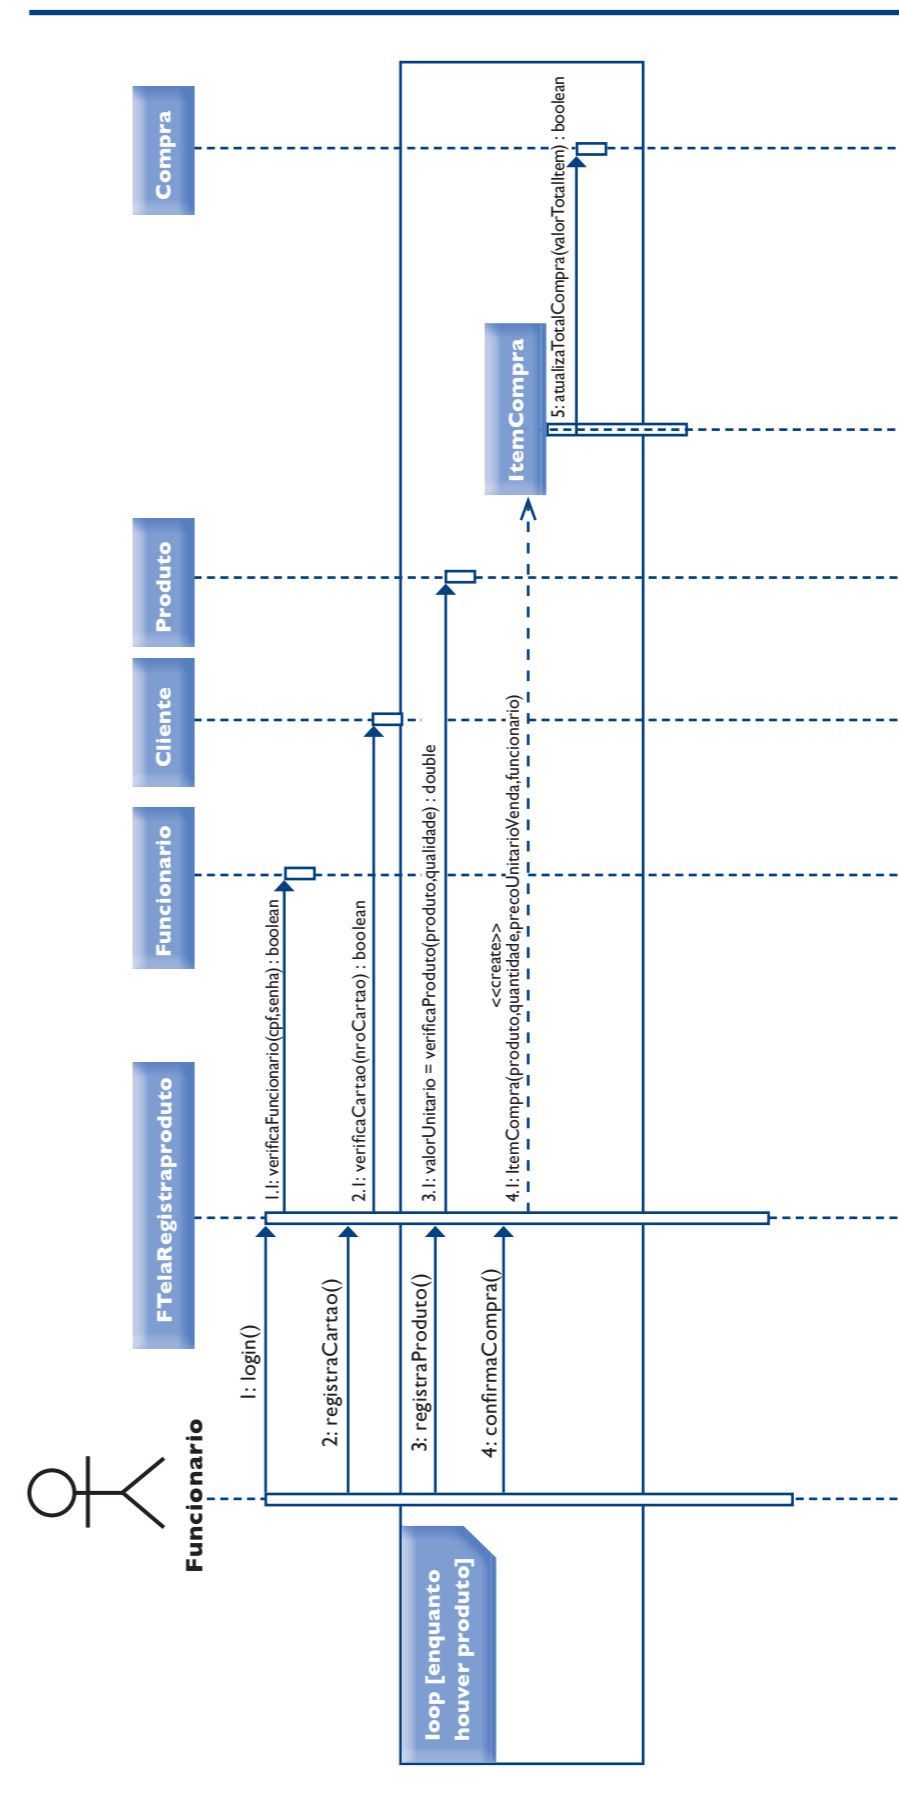 Funcionario
FTelaRegistraproduto
Funcionario
Cliente
Produto
Compra
1: login()
1.1: verificaFuncionario(cpf,senha) : boolean
2: registraCartao()
2.1: verificaCartao(nroCartao) : boolean
loop [enquanto
houver produto]
3: registraProduto()
3.1: valorUnitario = verificaProduto(produto,qualidade) : double
4: confirmaCompra()
<<create>>
4.1: ItemCompra(produto,quantidade,precoUnitarioVenda,funcionario)
ItemCompra
5: atualizaTotalCompra(valorTotalItem) : boolean